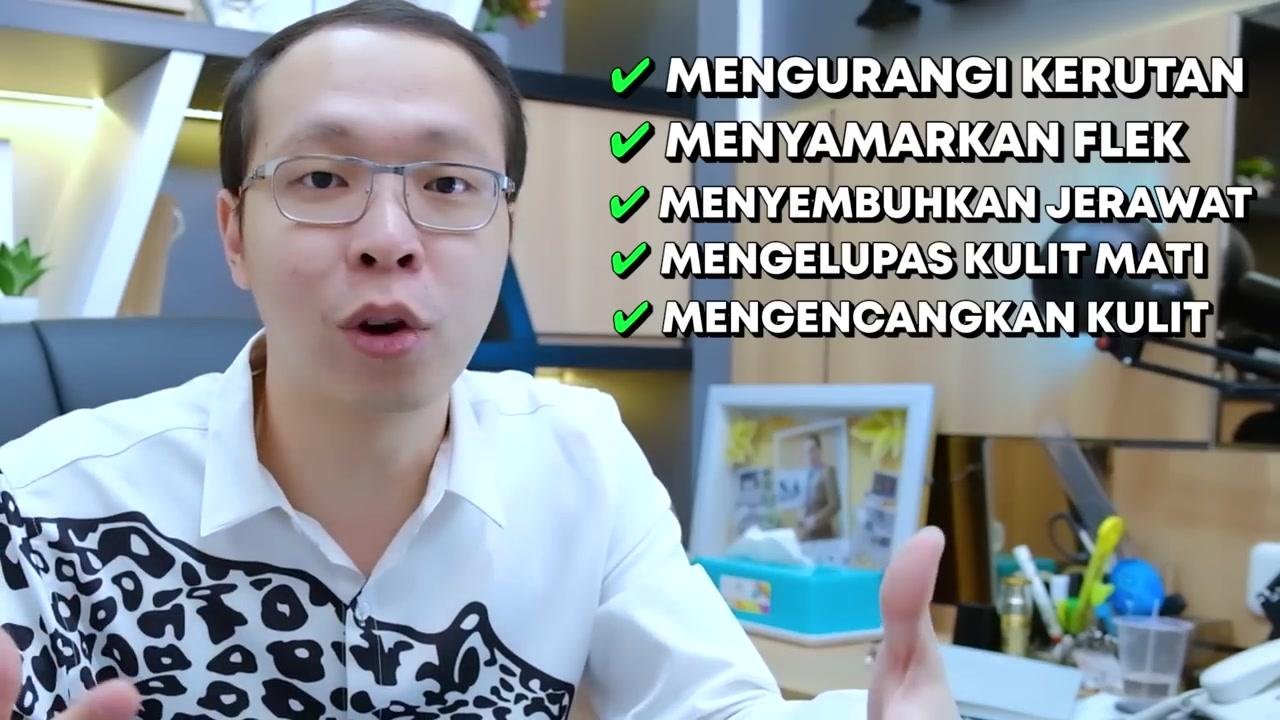 ✔ MENGURANGI KERUTAN
✔ MENYAMARKAN FLEK
✔ MENYEMBUHKAN JERAWAT
✔ MENGELUPAS KULIT MATI
✔ MENGENCANGKAN KULIT